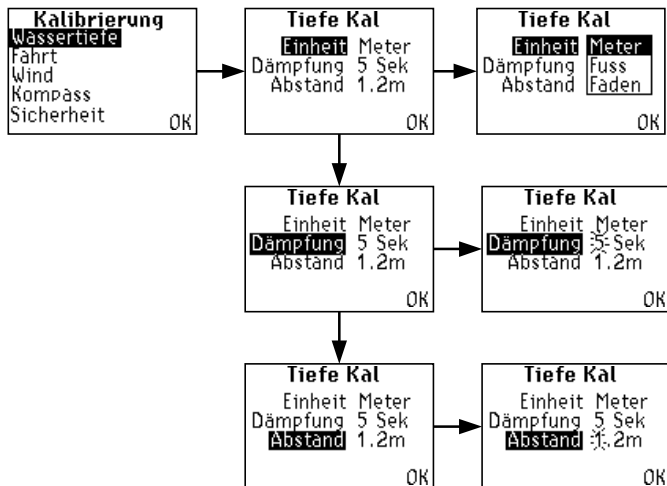 Kalibrierung
Wassertiefe
Fahrt
Wind
Kompass
Sicherheit
OK
Tiefe Kal
Einheit Meter
Dämpfung 5 Sek
Abstand 1.2m
OK
Tiefe Kal
Einheit Meter
Dämpfung Fuss
Abstand Faden
OK
Tiefe Kal
Einheit Meter
Dämpfung 5 Sek
Abstand 1.2m
OK
Tiefe Kal
Einheit Meter
Dämpfung 5 Sek
Abstand 1.2m
OK
Tiefe Kal
Einheit Meter
Dämpfung 5 Sek
Abstand 1.2m
OK
Tiefe Kal
Einheit Meter
Dämpfung 5 Sek
Abstand 1.2m
OK